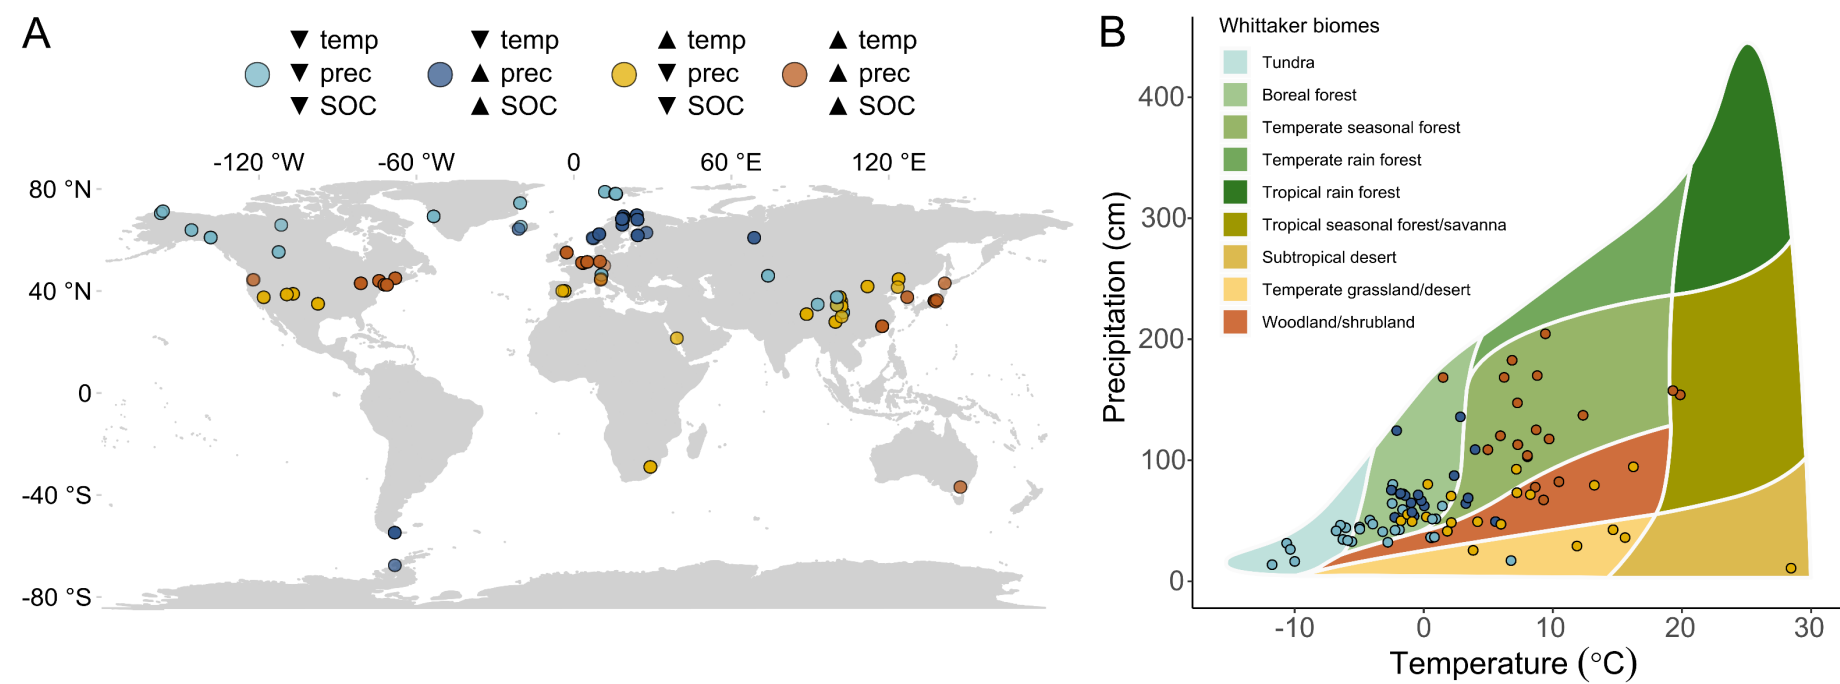 A
▼ temp ▼ temp ▲ temp ▲ temp
▼ prec ▲ prec ▼ prec ▲ prec
▼ SOC ▲ SOC ▼ SOC ▲ SOC
-120 °W -60 °W 0 60 °E 120 °E
80 °N
40 °N
0
-40 °S
-80 °S
B
Whittaker biomes
Tundra
Boreal forest
Temperate seasonal forest
Temperate rain forest
Tropical rain forest
Tropical seasonal forest/savanna
Subtropical desert
Temperate grassland/desert
Woodland/shrubland
Precipitation (cm)
400
300
200
100
0
-10 0 10 20 30
Temperature (°C)